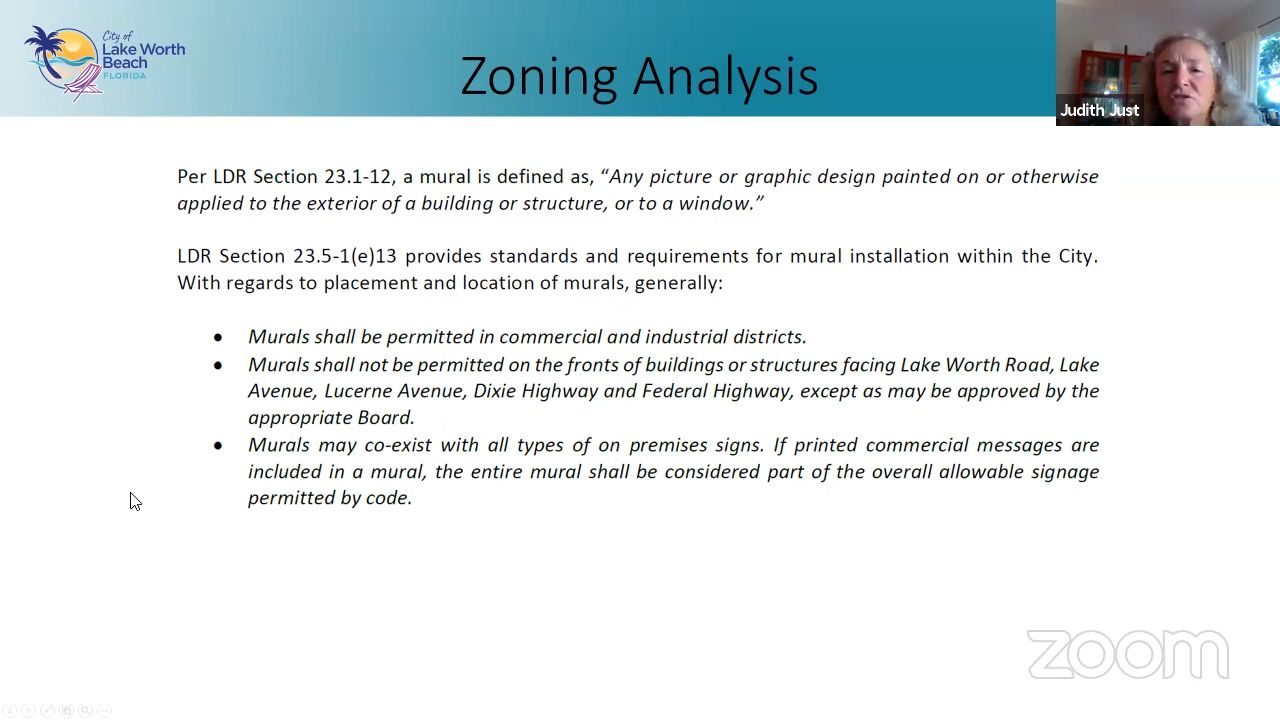 City of
Lake Worth
Beach
FLORIDA
Zoning Analysis
Judith Just
Per LDR Section 23.1-12, a mural is defined as, “Any picture or graphic design painted on or otherwise
applied to the exterior of a building or structure, or to a window.”
LDR Section 23.5-1(e)13 provides standards and requirements for mural installation within the City.
With regards to placement and location of murals, generally:
• Murals shall be permitted in commercial and industrial districts.
• Murals shall not be permitted on the fronts of buildings or structures facing Lake Worth Road, Lake
Avenue, Lucerne Avenue, Dixie Highway and Federal Highway, except as may be approved by the
appropriate Board.
• Murals may co-exist with all types of on premises signs. If printed commercial messages are
included in a mural, the entire mural shall be considered part of the overall allowable signage
permitted by code.
zoom